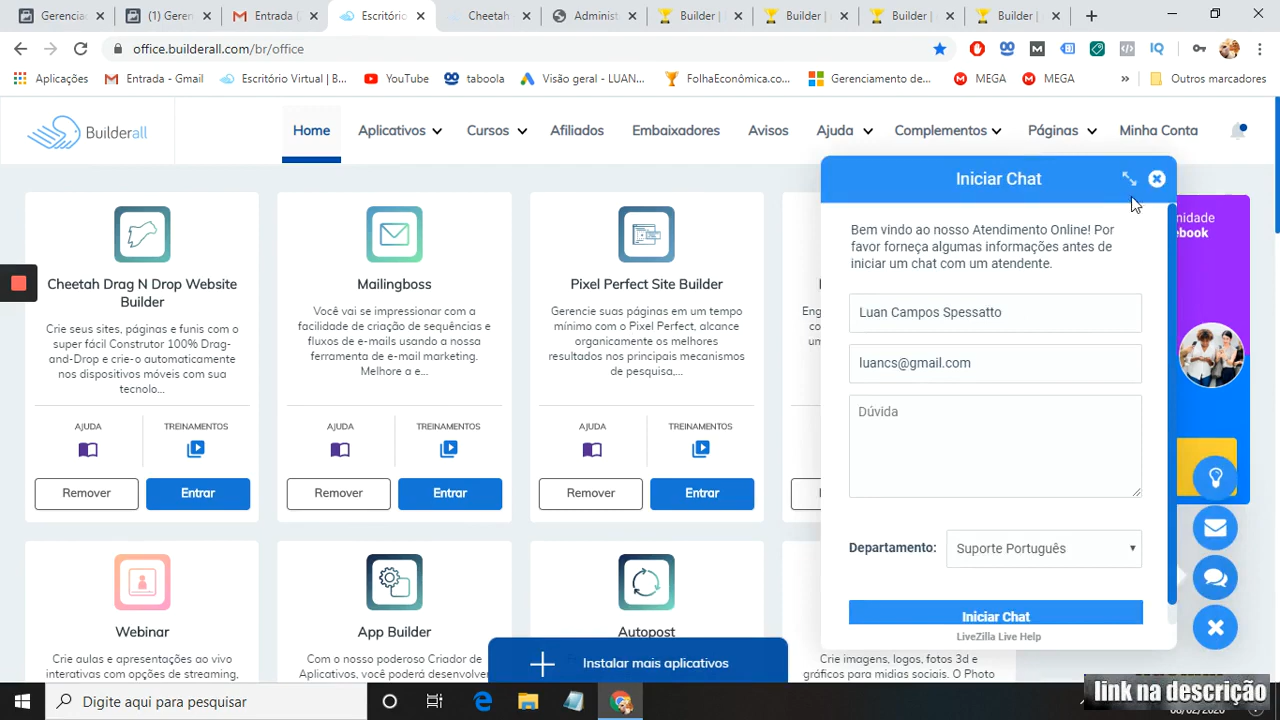 Gerenciac
(1) Geren
Entrada (
Escritório
Cheetah
Administ
Builder
Builder
Builder
Builder
office.builderall.com/br/office
Aplicações
Entrada - Gmail
Escritório Virtual | B...
YouTube
taboola
Visão geral - LUAN...
FolhaEconômica.co...
Gerenciamento de...
MEGA
MEGA
»
Outros marcadores
Builderall
Home
Aplicativos
Cursos
Afiliados
Embaixadores
Avisos
Ajuda
Complementos
Páginas
Minha Conta
Cheetah Drag N Drop Website
Builder
Crie seus sites, páginas e funis com o
super fácil Construtor 100% Drag-
and-Drop e crie-o automaticamente
nos dispositivos móveis com sua
tecnolo...
AJUDA
TREINAMENTOS
Remover
Entrar
Mailingboss
Você vai se impressionar com a
facilidade de criação de sequências e
fluxos de e-mails usando a nossa
ferramenta de e-mail marketing.
Melhore a e...
AJUDA
TREINAMENTOS
Remover
Entrar
Pixel Perfect Site Builder
Gerencie suas páginas em um tempo
mínimo com o Pixel Perfect, alcance
organicamente os melhores
resultados nos principais mecanismos
de pesquisa,...
AJUDA
TREINAMENTOS
Remover
Entrar
Iniciar Chat
Bem vindo ao nosso Atendimento Online! Por
favor forneça algumas informações antes de
iniciar um chat com um atendente.
Luan Campos Spessatto
luancs@gmail.com
Dúvida
Departamento:
Suporte Português
Iniciar Chat
LiveZilla Live Help
nidade
ebook
Webinar
Crie aulas e apresentações ao vivo
interativas com opções de streaming,
App Builder
Com o nosso poderoso Criador de
Aplicativos, você poderá desenvolver
Autopost
Crie imagens, logos, fotos 3d e
gráficos para mídias sociais. O Photo
Instalar mais aplicativos
Digite aqui para pesquisar
link na descrição
08/02/2020